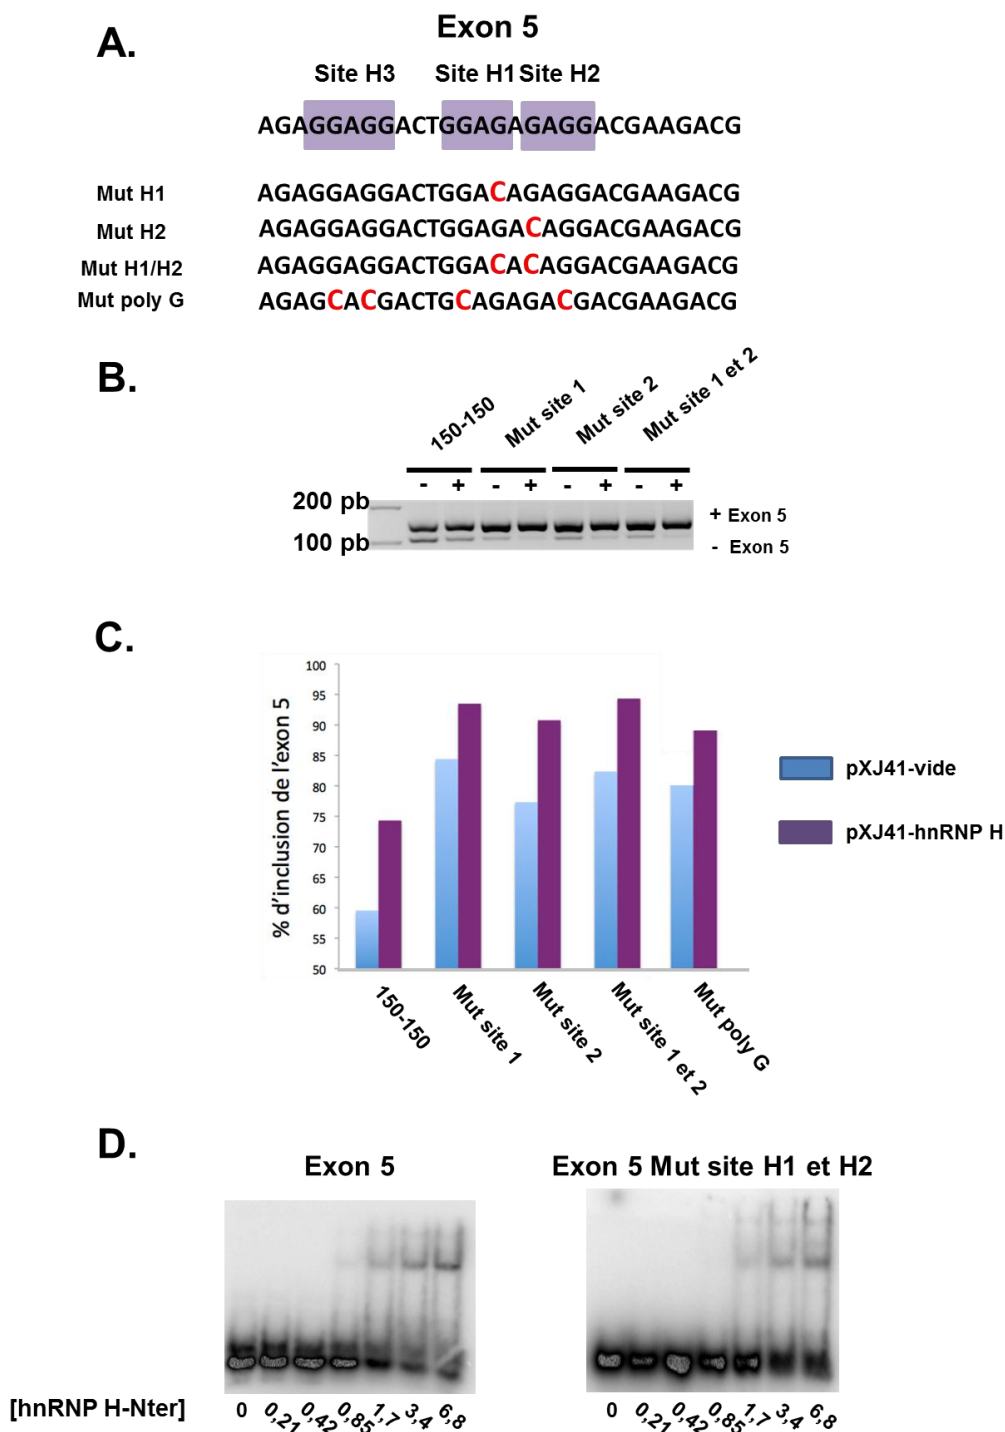 A.
Exon 5
Site H3 Site H1 Site H2
AGAGGAGGACTGGAGAGAGGACGAAGACG
Mut H1 AGAGGAGGACTGGACAGAGGACGAAGACG
Mut H2 AGAGGAGGACTGGAGACAGGACGAAGACG
Mut H1/H2 AGAGGAGGACTGGACACAGGACGAAGACG
Mut poly G AGAGCACGACTGCAGAGACGACGAAGACG
B.
150-150 Mut site 1 Mut site 2 Mut site 1 et 2
- + - + - + - +
200 pb
+ Exon 5
100 pb
- Exon 5
C.
% d'inclusion de l'exon 5
100
95
90
85
80
75
70
65
60
55
50
150-150 Mut site 1 Mut site 2 Mut site 1 et 2 Mut poly G
pXJ41-vide
pXJ41-hnRNP H
D.
Exon 5 Exon 5 Mut site H1 et H2
[hnRNP H-Nter] 0 0,21 0,42 0,85 1,7 3,4 6,8 0 0,21 0,42 0,85 1,7 3,4 6,8